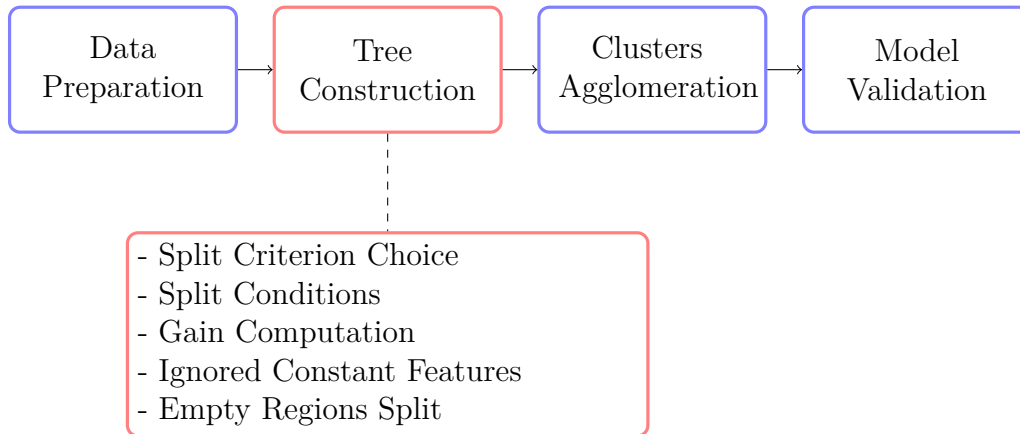 Data
Preparation
Tree
Construction
Clusters
Agglomeration
Model
Validation
- Split Criterion Choice
- Split Conditions
- Gain Computation
- Ignored Constant Features
- Empty Regions Split